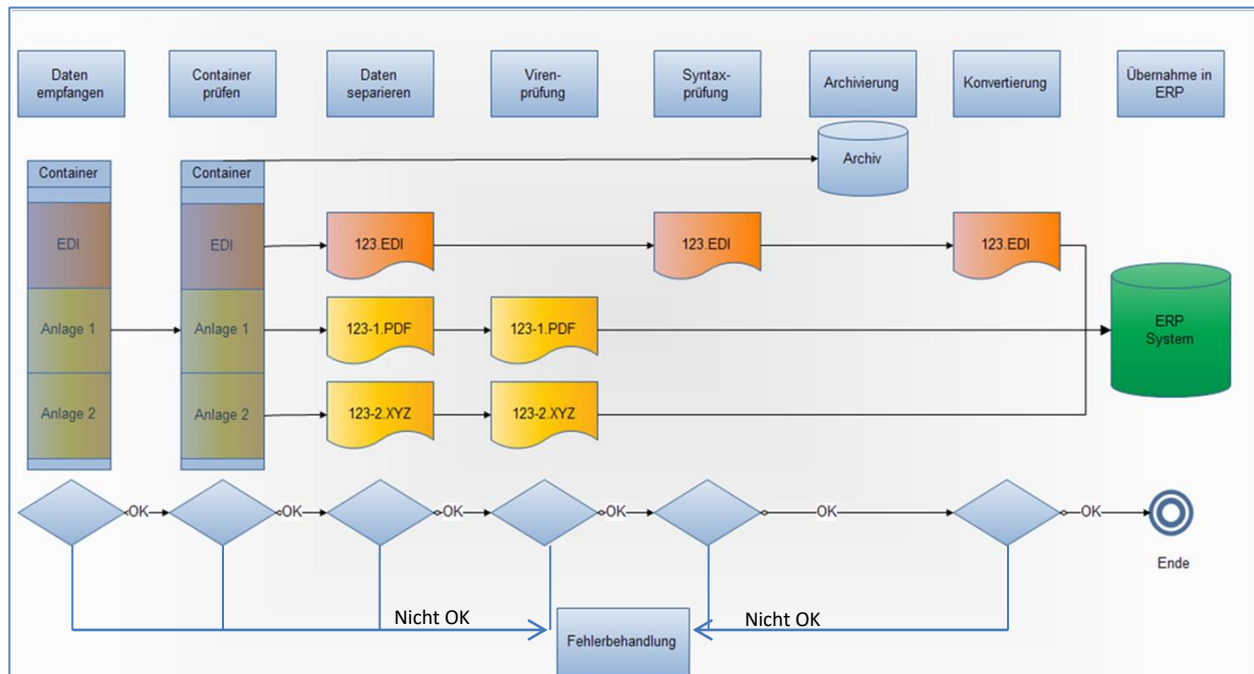 Daten
empfangen
Container
prüfen
Daten
separieren
Viren-
prüfung
Syntax-
prüfung
Archivierung
Konvertierung
Übernahme in
ERP
Container
Container
Archiv
EDI
EDI
123.EDI
123.EDI
123.EDI
Anlage 1
Anlage 1
123-1.PDF
123-1.PDF
ERP
System
Anlage 2
Anlage 2
123-2.XYZ
123-2.XYZ
OK
OK
OK
OK
OK
OK
Ende
Nicht OK
Nicht OK
Fehlerbehandlung